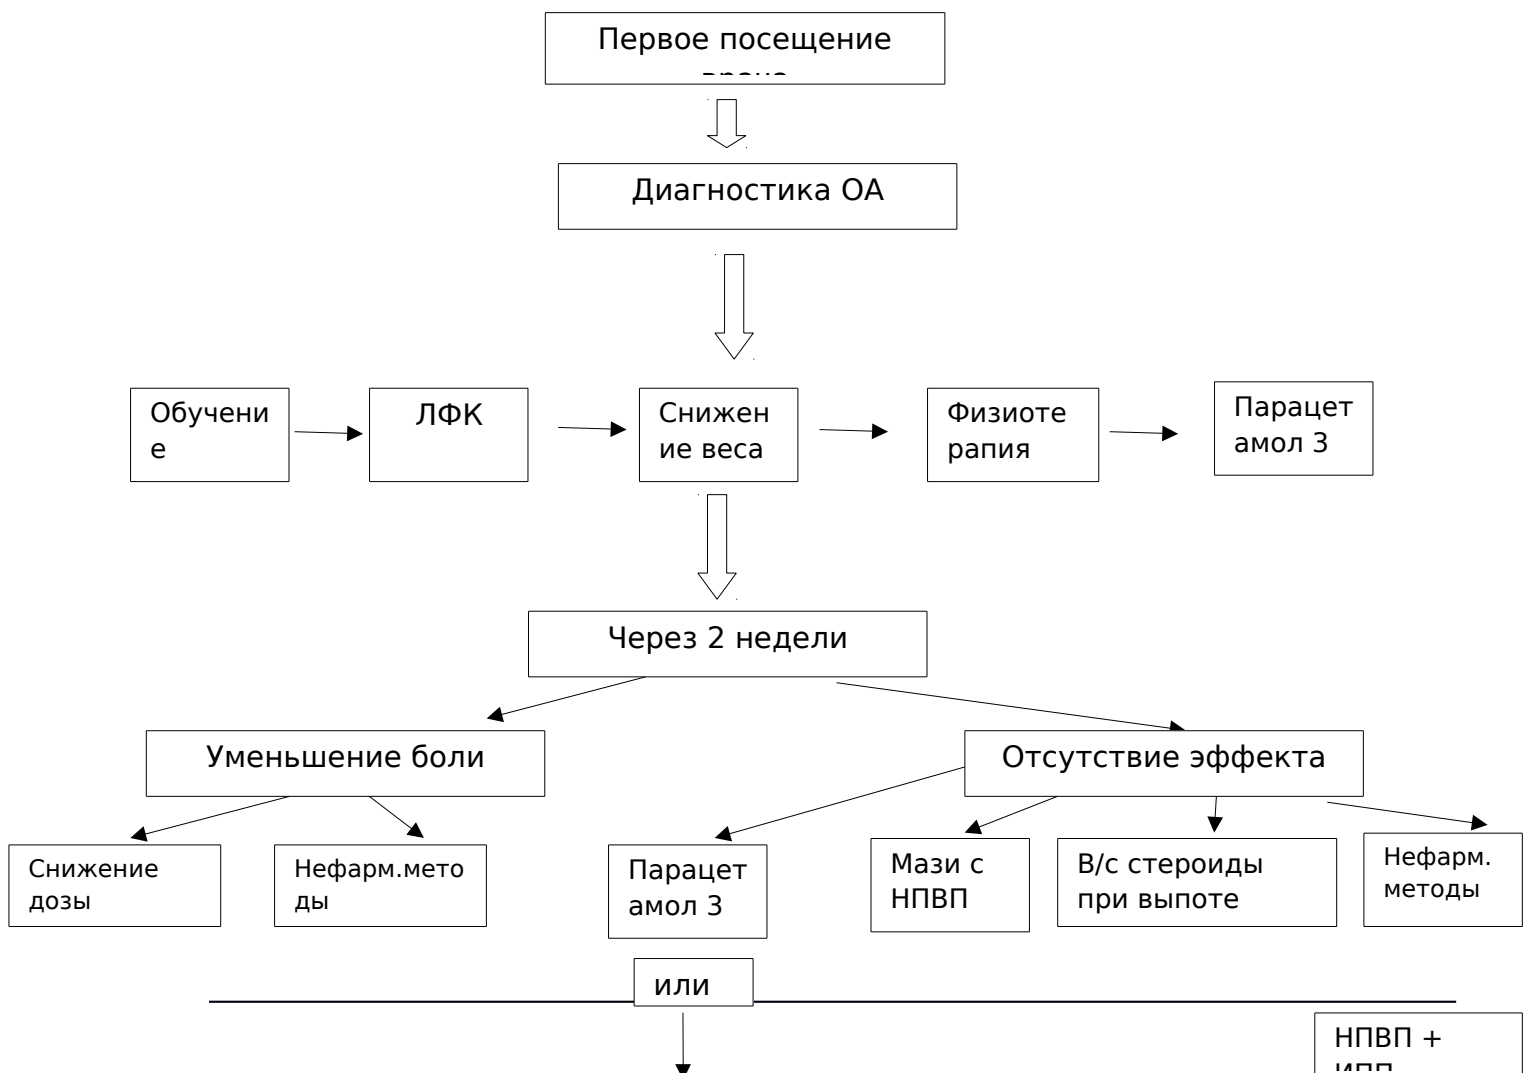 Первое посещение
врача
Диагностика ОА
Обучени
е
ЛФК
Снижен
ие веса
Физиоте
рапия
Парацет
амол 3
Через 2 недели
Уменьшение боли
Отсутствие эффекта
Снижение
дозы
Нефарм.мето
ды
Парацет
амол 3
Мази с
НПВП
В/с стероиды
при выпоте
Нефарм.
методы
или
НПВП +
ИПП